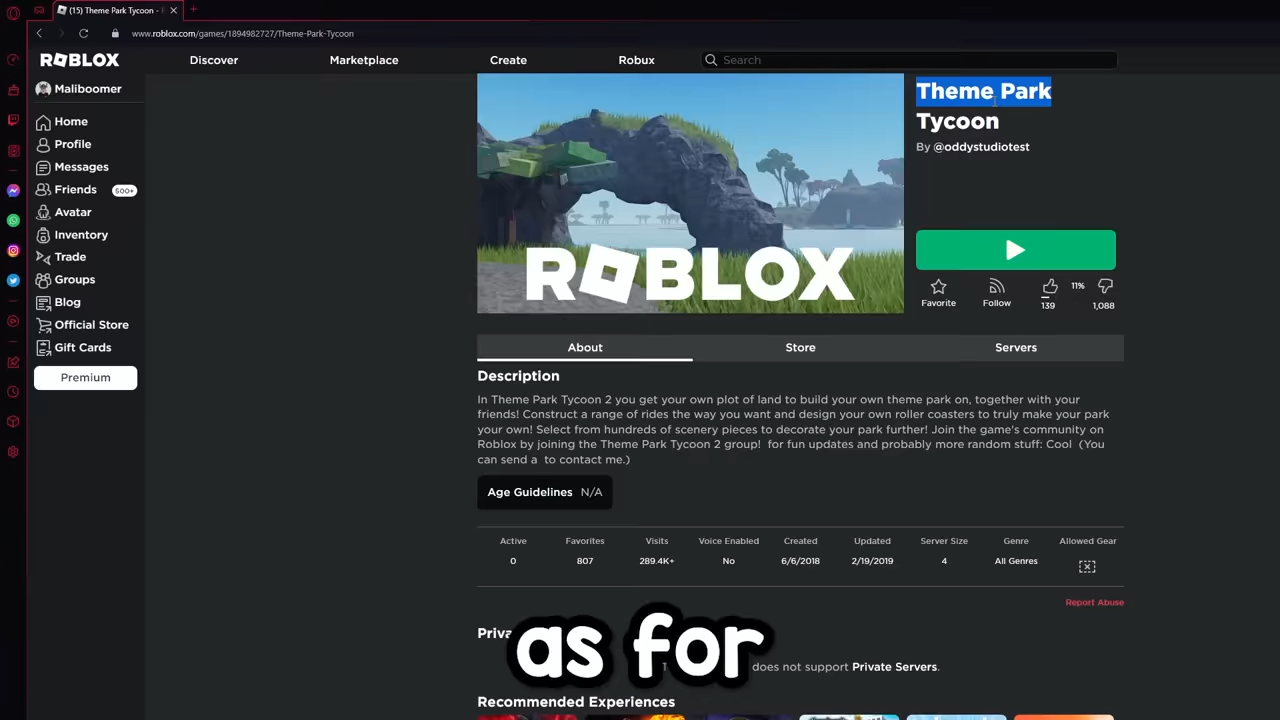 (15) Theme Park Tycoon -
www.roblox.com/games/1894982727/Theme-Park-Tycoon
ROBLOX
Discover
Marketplace
Create
Robux
Search
Maliboomer
Home
Profile
Messages
Friends
500+
Avatar
Inventory
Trade
Groups
Blog
Official Store
Gift Cards
Premium
ROBLOX
Theme Park
Tycoon
By @oddystudiotest
Favorite
Follow
139
11%
1,088
About
Store
Servers
Description
In Theme Park Tycoon 2 you get your own plot of land to build your own theme park on, together with your
friends! Construct a range of rides the way you want and design your own roller coasters to truly make your park
your own! Select from hundreds of scenery pieces to decorate your park further! Join the game's community on
Roblox by joining the Theme Park Tycoon 2 group!  for fun updates and probably more random stuff: Cool  (You
can send a  to contact me.)
Age Guidelines N/A
Active
Favorites
Visits
Voice Enabled
Created
Updated
Server Size
Genre
Allowed Gear
0
807
289.4K+
No
6/6/2018
2/19/2019
4
All Genres
Report Abuse
as for
does not support Private Servers.
Recommended Experiences